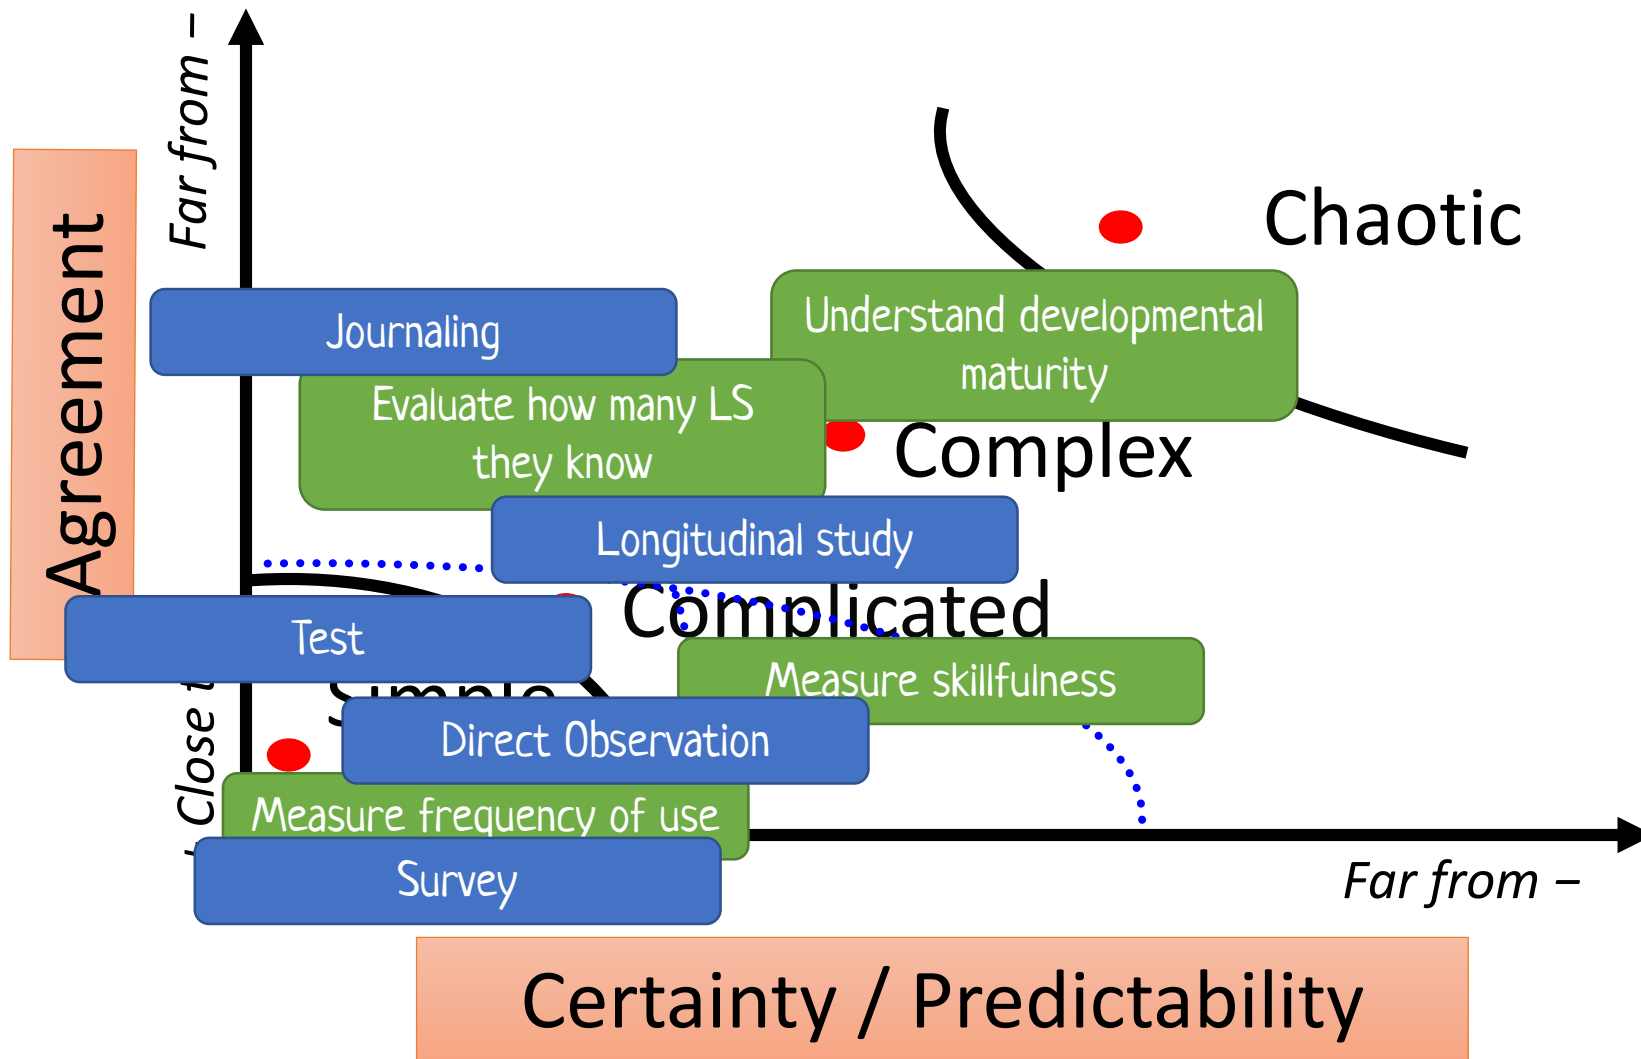 Far from –
Chaotic
Agreement
Journaling
Understand developmental
maturity
Evaluate how many LS
they know
Complex
Longitudinal study
Complicated
Test
Measure skillfulness
Simple
Direct Observation
Close
Measure frequency of use
Survey
Far from –
Certainty / Predictability